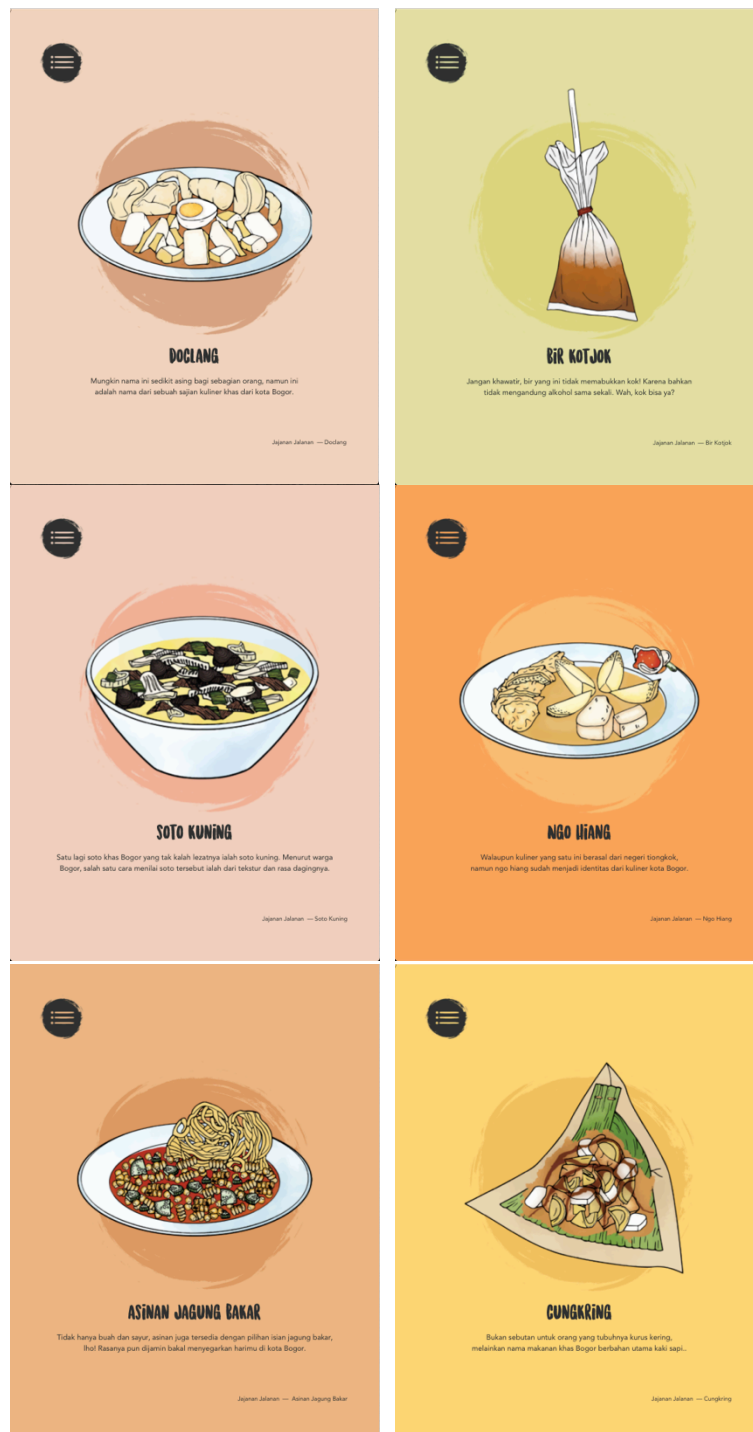 DOCLANG
Mungkin nama ini sedikit asing bagi sebagian orang, namun ini
adalah nama dari sebuah sajian kuliner khas dari kota Bogor.
Jajanan Jalanan — Doclang
BIR KOTJOK
Jangan khawatir, bir yang ini tidak memabukkan kok! Karena bahkan
tidak mengandung alkohol sama sekali. Wah, kok bisa ya?
Jajanan Jalanan — Bir Kotjok
SOTO KUNING
Satu lagi soto khas Bogor yang tak kalah lezatnya ialah soto kuning. Menurut warga
Bogor, salah satu cara menilai soto tersebut ialah dari tekstur dan rasa dagingnya.
Jajanan Jalanan — Soto Kuning
NGO HIANG
Walaupun kuliner yang satu ini berasal dari negeri tiongkok,
namun ngo hiang sudah menjadi identitas dari kuliner kota Bogor.
Jajanan Jalanan — Ngo Hiang
ASINAN JAGUNG BAKAR
Tidak hanya buah dan sayur, asinan juga tersedia dengan pilihan isian jagung bakar,
lho! Rasanya pun dijamin bakal menyegarkan harimu di kota Bogor.
Jajanan Jalanan — Asinan Jagung Bakar
CUNGKRING
Bukan sebutan untuk orang yang tubuhnya kurus kering,
melainkan nama makanan khas Bogor berbahan utama kaki sapi..
Jajanan Jalanan — Cungkring